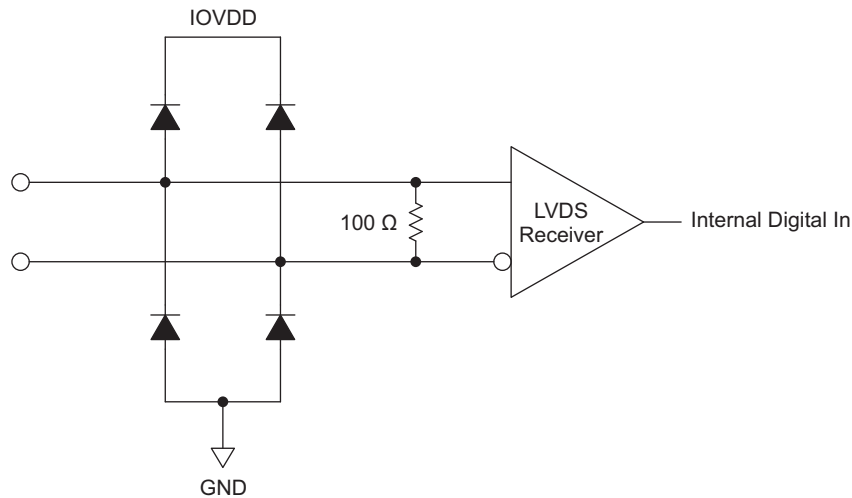 IOVDD
100 Ω
LVDS
Receiver
Internal Digital In
GND